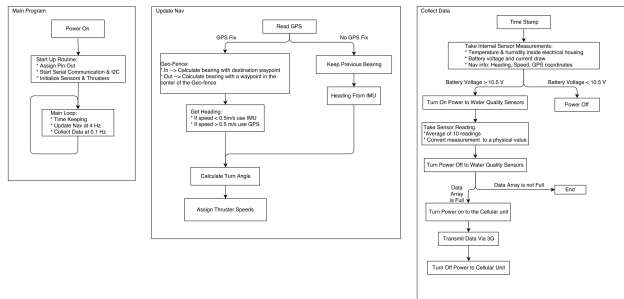 Main Program
Power On
Start Up Routine:
* Assign Pin Out
* Start Serial Communication & I2C
* Initialize Sensors & Thrusters
Main Loop:
* Time Keeping
* Update Nav at 4 Hz
* Collect Data at 0.1 Hz
Update Nav
Read GPS
GPS Fix
No GPS Fix
Geo-Fence:
* In --> Calculate bearing with destination waypoint
* Out --> Calculate bearing with a waypoint in the
center of the Geo-fence
Keep Previous Bearing
Get Heading:
* If speed < 0.5m/s use IMU
* If speed > 0.5 m/s use GPS
Heading From IMU
Calculate Turn Angle
Assign Thruster Speeds
Collect Data
Time Stamp
Take Internal Sensor Measurements:
* Temperature & humidity inside electrical housing
* Battery voltage and current draw
* Nav info: Heading, Speed, GPS coordinates
Battery Voltage > 10.5 V
Battery Voltage < 10.5 V
Turn On Power to Water Quality Sensors
Power Off
Take Sensor Reading
*Average of 10 readings
* Convert measurement to a physical value
Turn Power Off to Water Quality Sensors
Data
Array
is Full
Data Array is not Full
End
Turn Power on to the Cellular unit
Transmit Data Via 3G
Turn Off Power to Cellular Unit